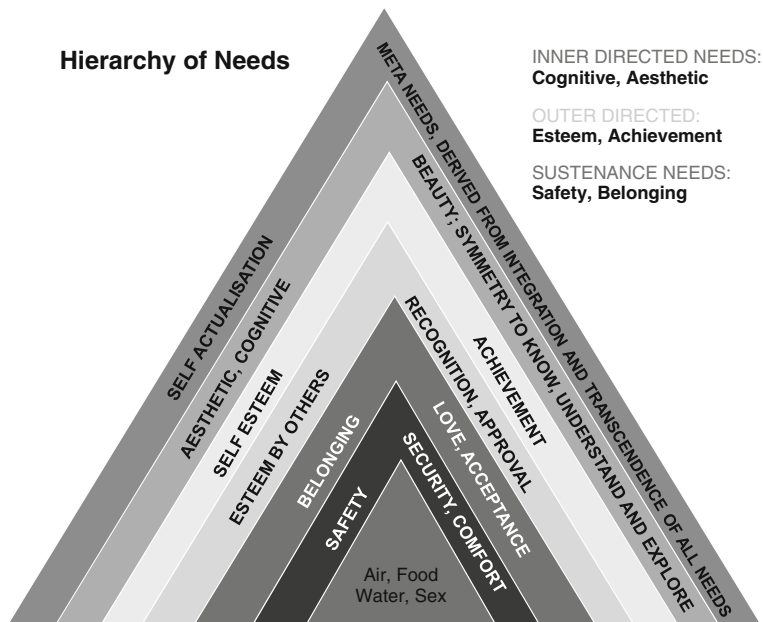 Hierarchy of Needs
INNER DIRECTED NEEDS:
Cognitive, Aesthetic
OUTER DIRECTED:
Esteem, Achievement
SUSTENANCE NEEDS:
Safety, Belonging
SELF ACTUALISATION
META NEEDS, DERIVED FROM INTEGRATION AND TRANSCENDENCE OF ALL NEEDS
AESTHETIC, COGNITIVE
BEAUTY; SYMMETRY TO KNOW, UNDERSTAND AND EXPLORE
SELF ESTEEM
ACHIEVEMENT
ESTEEM BY OTHERS
RECOGNITION, APPROVAL
BELONGING
LOVE, ACCEPTANCE
SAFETY
SECURITY, COMFORT
Air, Food
Water, Sex